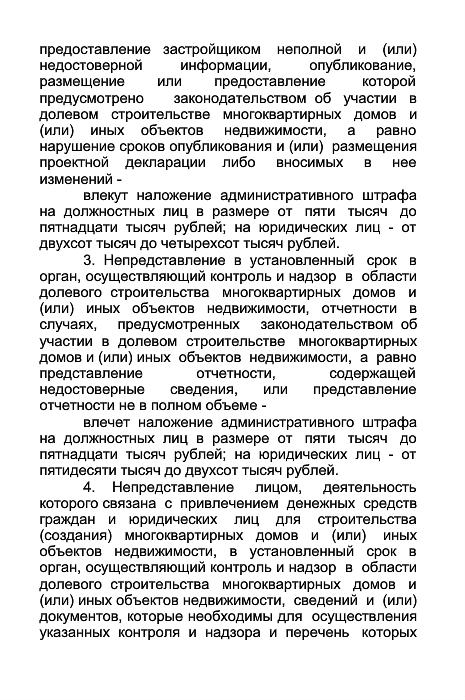 предоставление застройщиком неполной и (или)
недостоверной информации, опубликование,
размещение или предоставление которой
предусмотрено законодательством об участии в
долевом строительстве многоквартирных домов и
(или) иных объектов недвижимости, а равно
нарушение сроков опубликования и (или) размещения
проектной декларации либо вносимых в нее
изменений -
влекут наложение административного штрафа
на должностных лиц в размере от пяти тысяч до
пятнадцати тысяч рублей; на юридических лиц - от
двухсот тысяч до четырехсот тысяч рублей.
3. Непредставление в установленный срок в
орган, осуществляющий контроль и надзор в области
долевого строительства многоквартирных домов и
(или) иных объектов недвижимости, отчетности в
случаях, предусмотренных законодательством об
участии в долевом строительстве многоквартирных
домов и (или) иных объектов недвижимости, а равно
представление отчетности, содержащей
недостоверные сведения, или представление
отчетности не в полном объеме -
влечет наложение административного штрафа
на должностных лиц в размере от пяти тысяч до
пятнадцати тысяч рублей; на юридических лиц - от
пятидесяти тысяч до двухсот тысяч рублей.
4. Непредставление лицом, деятельность
которого связана с привлечением денежных средств
граждан и юридических лиц для строительства
(создания) многоквартирных домов и (или) иных
объектов недвижимости, в установленный срок в
орган, осуществляющий контроль и надзор в области
долевого строительства многоквартирных домов и
(или) иных объектов недвижимости, сведений и (или)
документов, которые необходимы для осуществления
указанных контроля и надзора и перечень которых